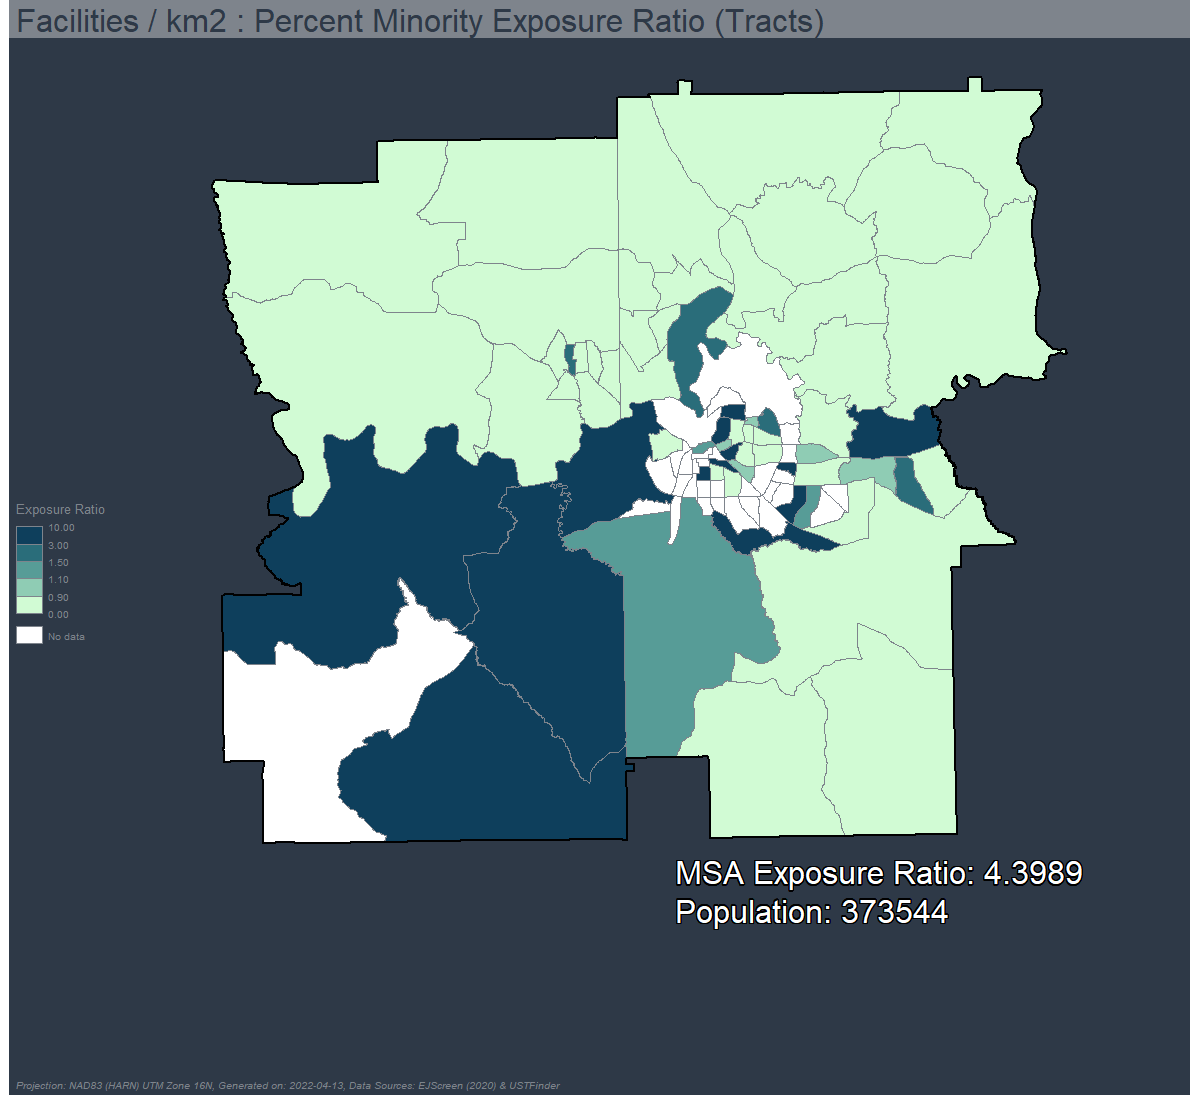 Facilities / km2 : Percent Minority Exposure Ratio (Tracts)
Exposure Ratio
10.00
3.00
1.50
1.10
0.90
0.00
No data
MSA Exposure Ratio: 4.3989
Population: 373544
Projection: NAD83 (HARN) UTM Zone 16N, Generated on: 2022-04-13, Data Sources: EJScreen (2020) & USTFinder